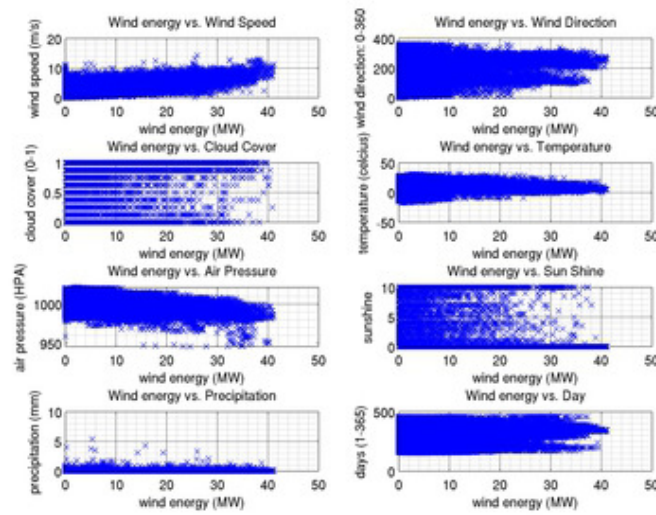 Wind energy vs. Wind Speed
wind speed (m/s)
20
10
0
0 10 20 30 40 50
wind energy (MW)
Wind energy vs. Wind Direction
wind direction: 0-360
400
200
0
0 10 20 30 40 50
wind energy (MW)
Wind energy vs. Cloud Cover
cloud cover (0-1)
1
0.5
0
0 10 20 30 40 50
wind energy (MW)
Wind energy vs. Temperature
temperature (celcius)
50
0
-50
0 10 20 30 40 50
wind energy (MW)
Wind energy vs. Air Pressure
air pressure (HPA)
1000
950
0 10 20 30 40 50
wind energy (MW)
Wind energy vs. Sun Shine
sunshine
10
5
0
0 10 20 30 40 50
wind energy (MW)
Wind energy vs. Precipitation
precipitation (mm)
10
5
0
0 10 20 30 40 50
wind energy (MW)
Wind energy vs. Day
days (1-365)
500
0
0 10 20 30 40 50
wind energy (MW)